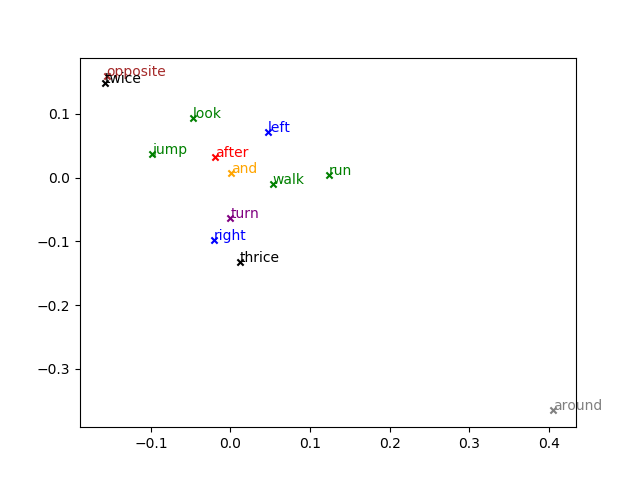 opposite
twice
look
left
jump
after
and
walk
run
turn
right
thrice
around
0.1
0.0
−0.1
−0.2
−0.3
−0.1
0.0
0.1
0.2
0.3
0.4